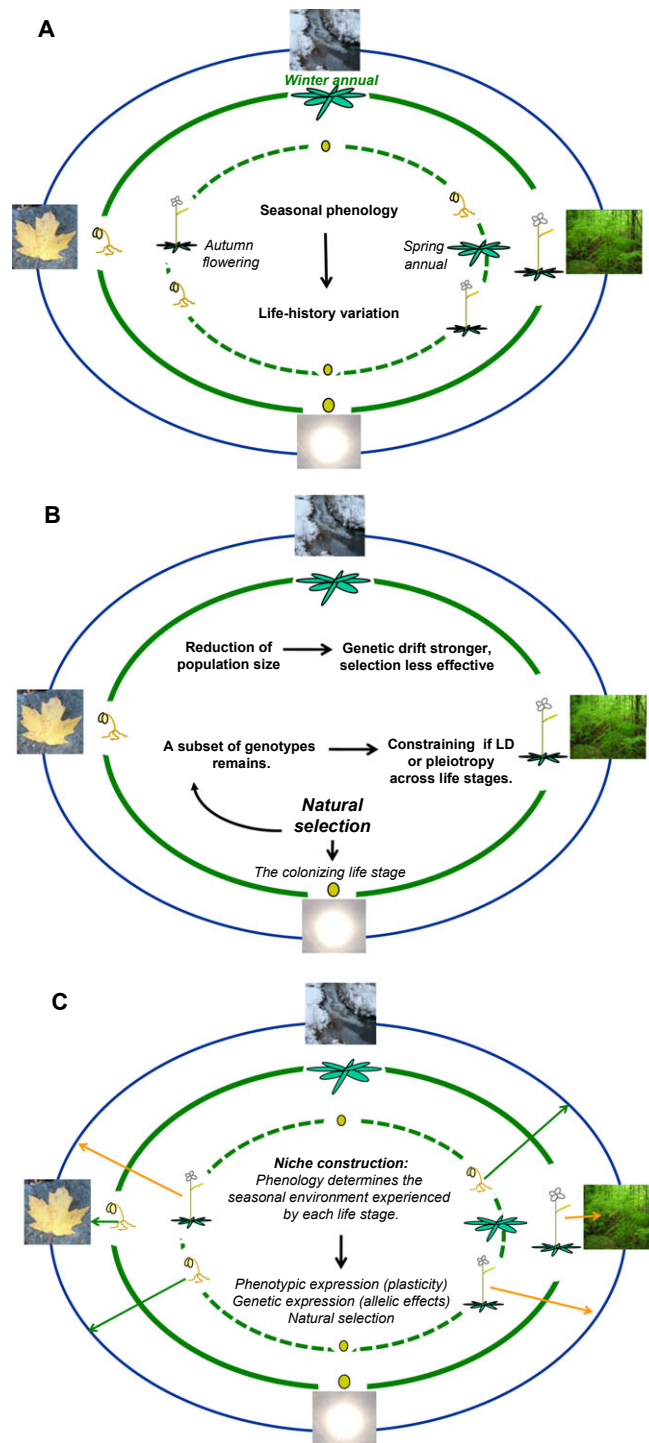 A
Winter annual
Seasonal phenology
Autumn
flowering
Spring
annual
Life-history variation
B
Reduction of
population size
Genetic drift stronger,
selection less effective
A subset of genotypes
remains.
Constraining if LD
or pleiotropy
across life stages.
Natural
selection
The colonizing life stage
C
Niche construction:
Phenology determines the
seasonal environment experienced
by each life stage.
Phenotypic expression (plasticity)
Genetic expression (allelic effects)
Natural selection